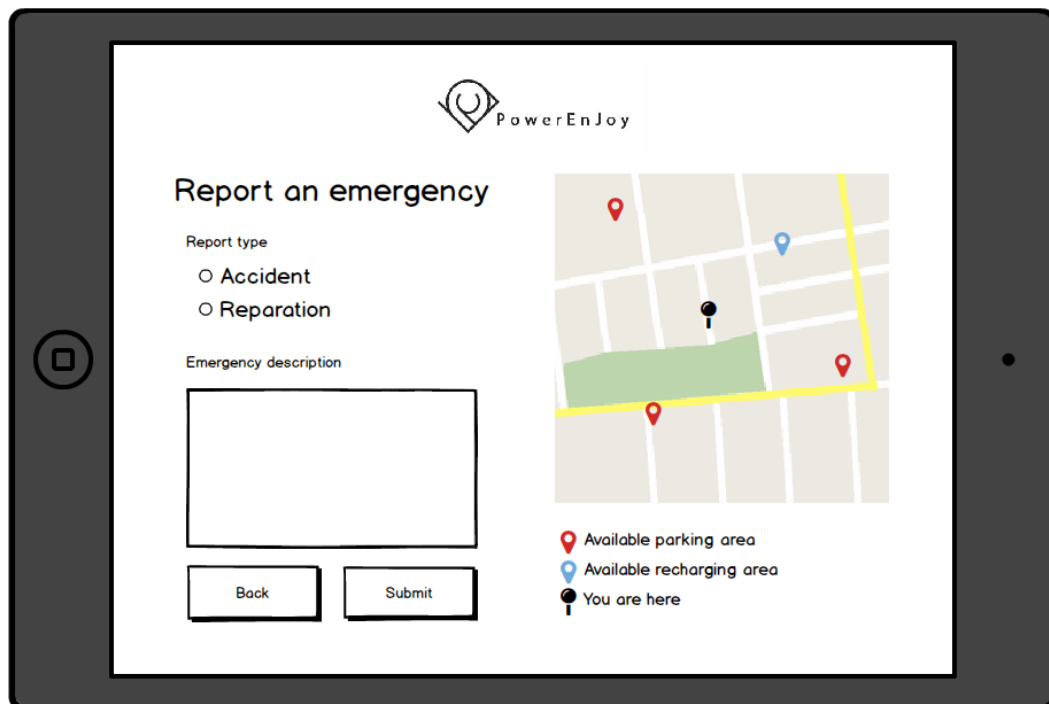 PowerEnJoy
Report an emergency
Report type
Accident
Reparation
Emergency description
Back
Submit
Available parking area
Available recharging area
You are here